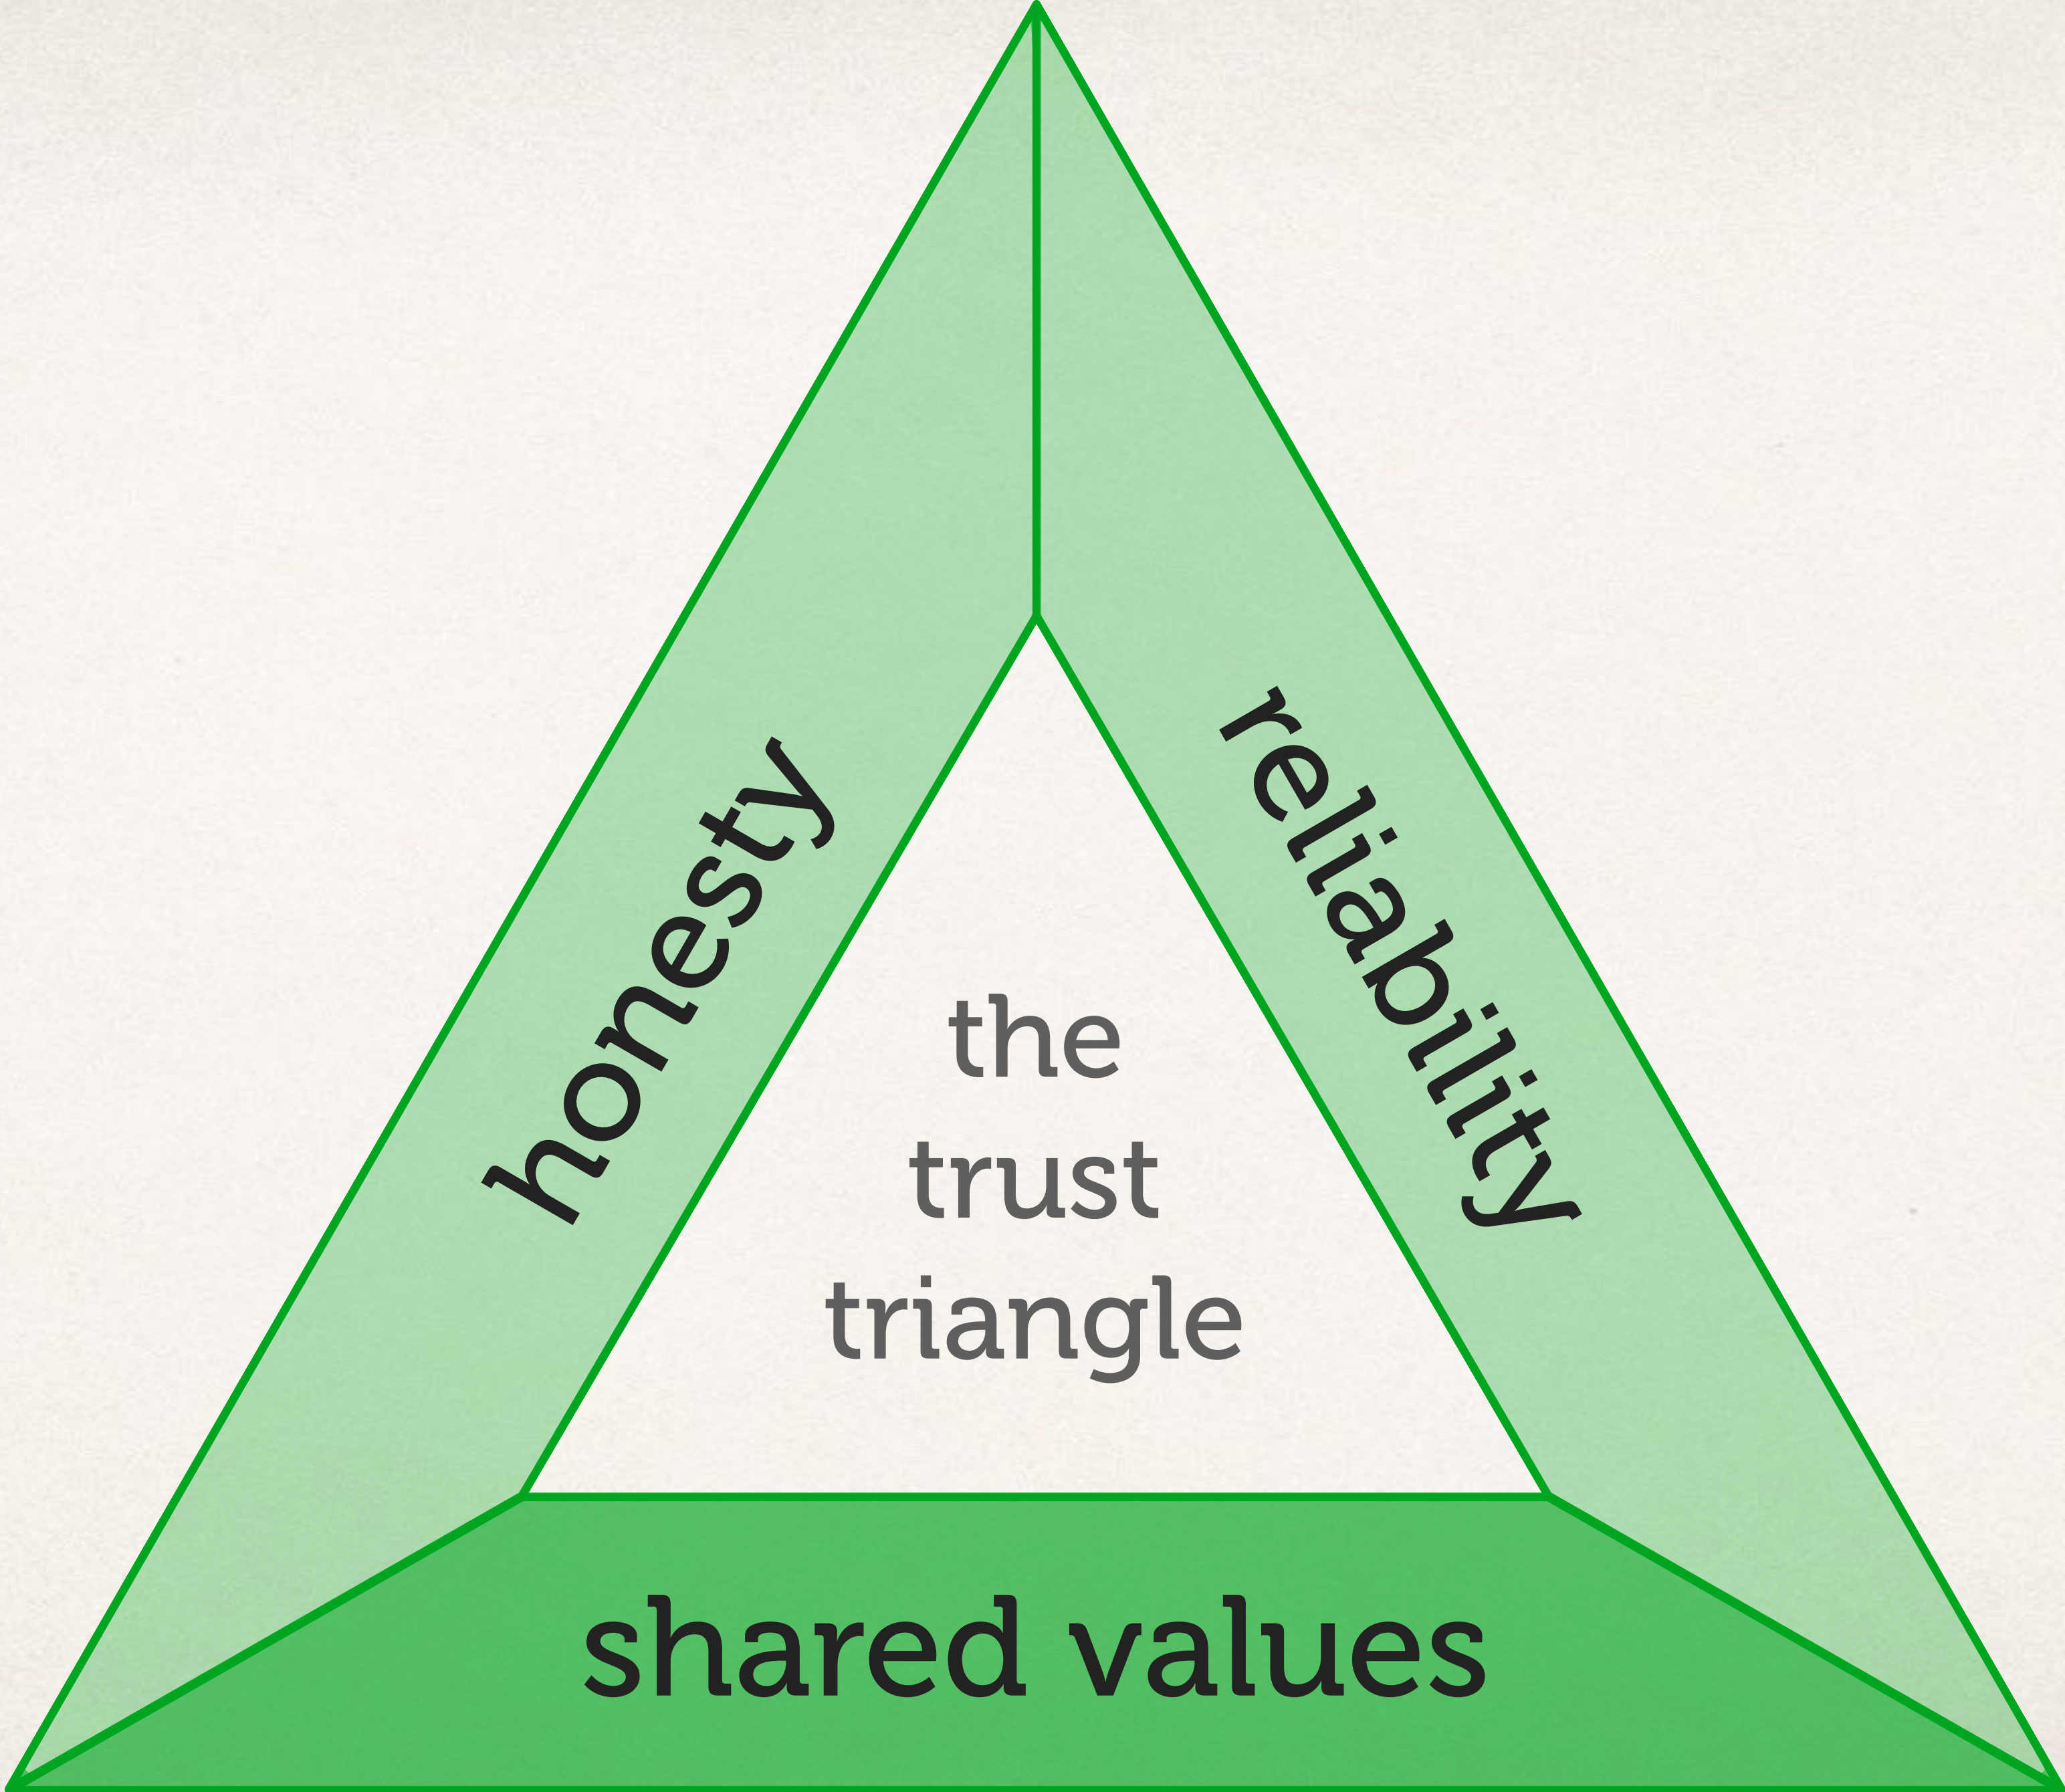 honesty
reliability
the
trust
triangle
shared values